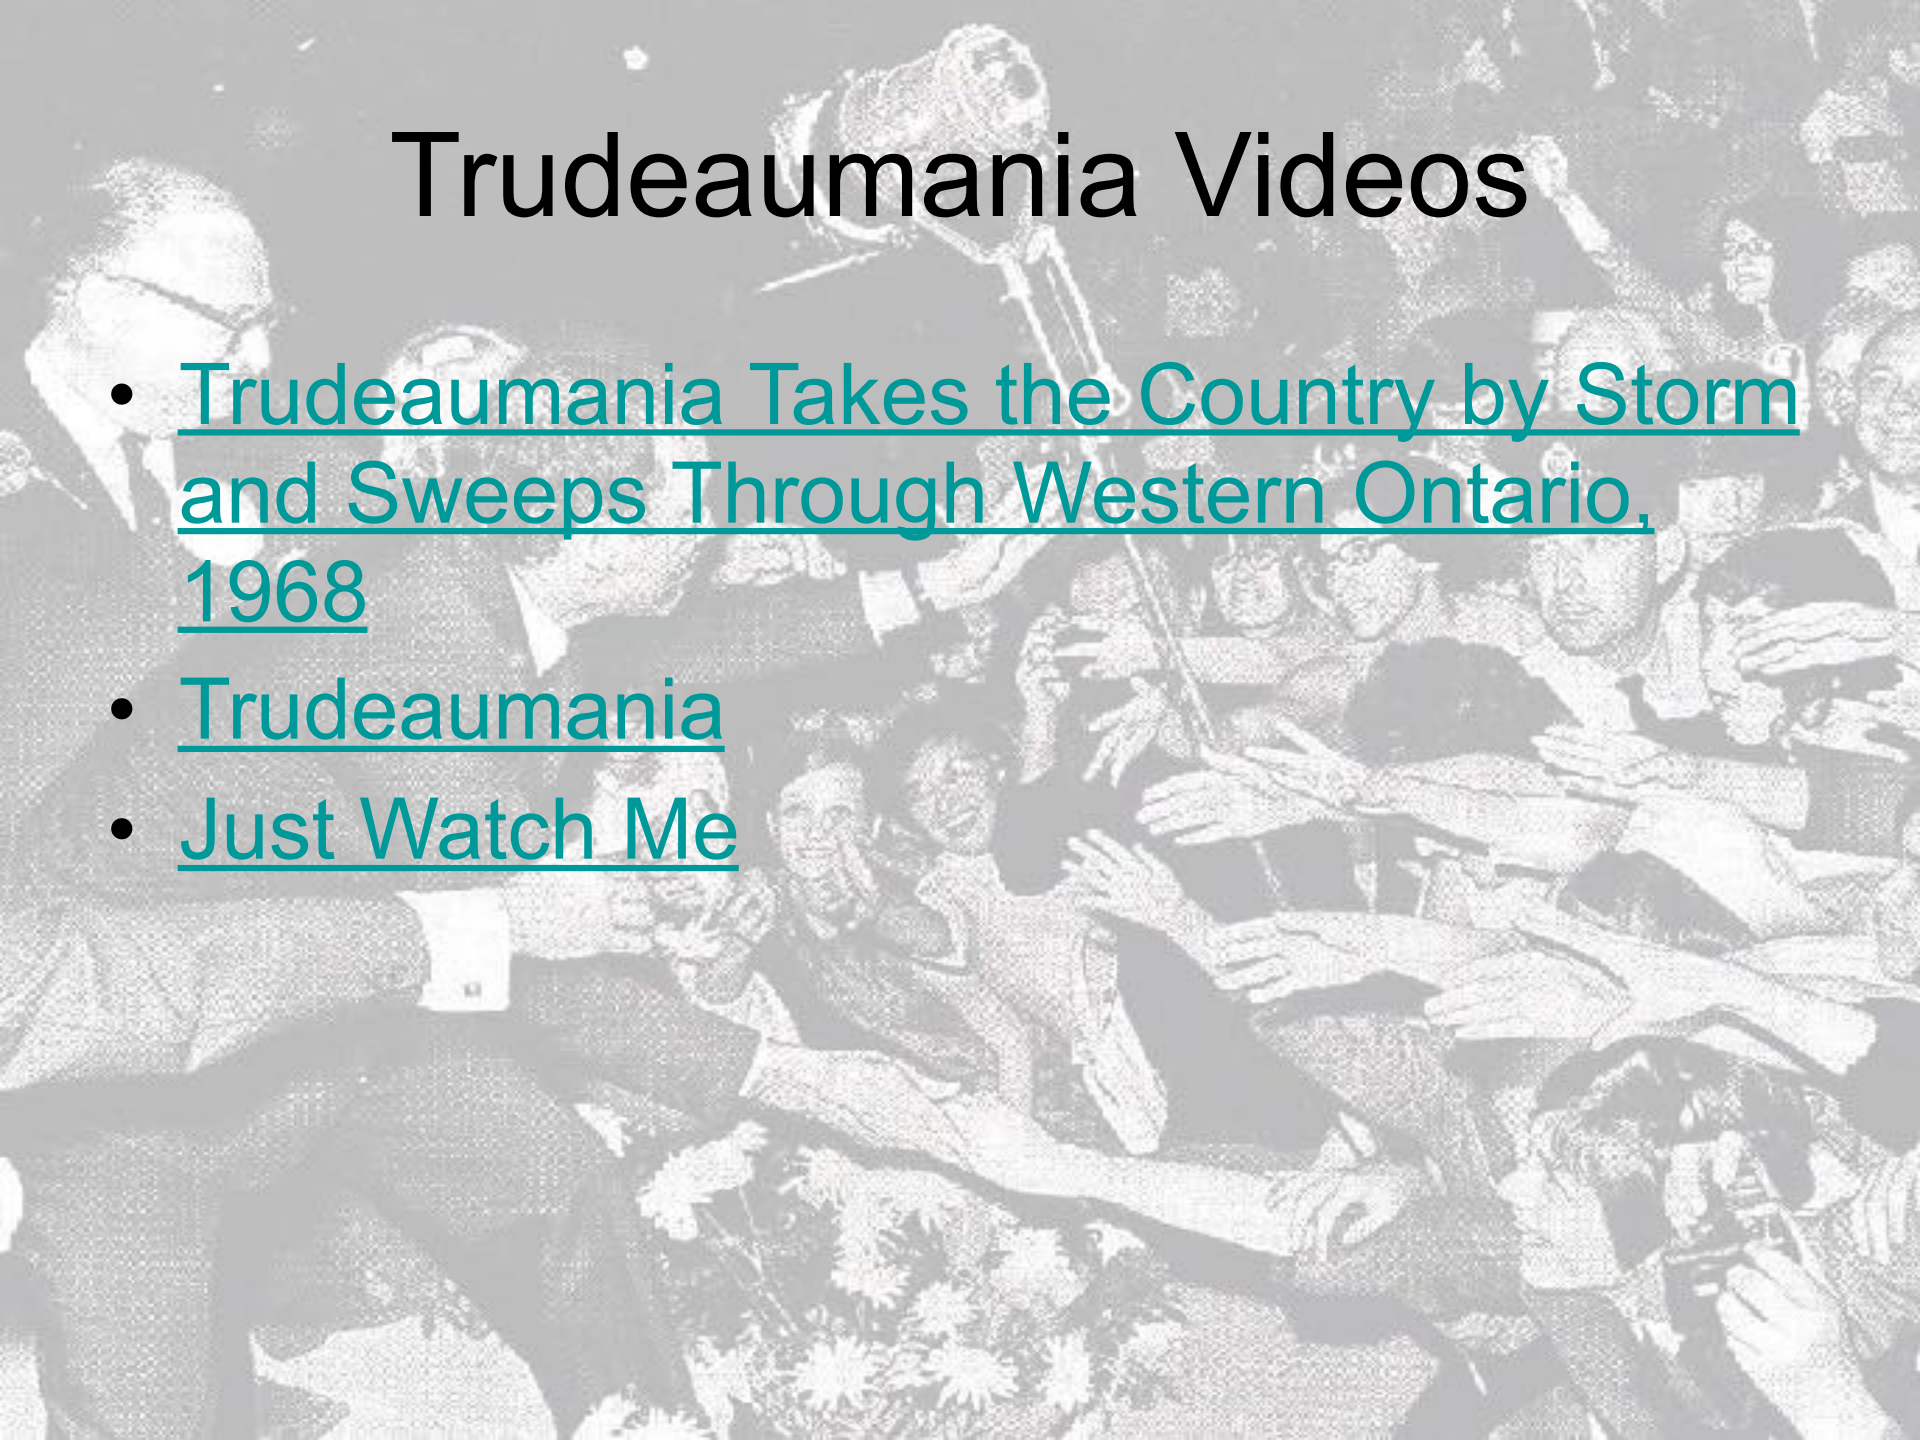 Trudeaumania Videos
• Trudeaumania Takes the Country by Storm
and Sweeps Through Western Ontario,
1968
• Trudeaumania
• Just Watch Me